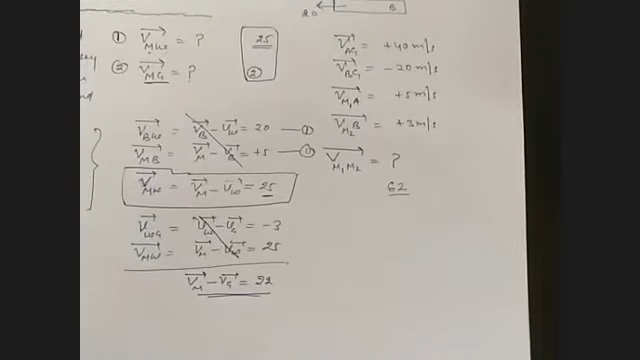 ① V_MW = ?
25
② V_MG = ?
②
V_BW = V_B - V_W = 20 — ①
V_MB = V_M - V_B = +5 — ②
V_MW = V_M - V_W = 25
V_WG = V_W - V_G = -3
V_MW = V_M - V_W = 25
V_M - V_G = 22
20
B
V_AG = +40 m/s
V_BG = -20 m/s
V_M₁A = +5 m/s
V_M₂B = +3 m/s
V_M₁M₂ = ?
62